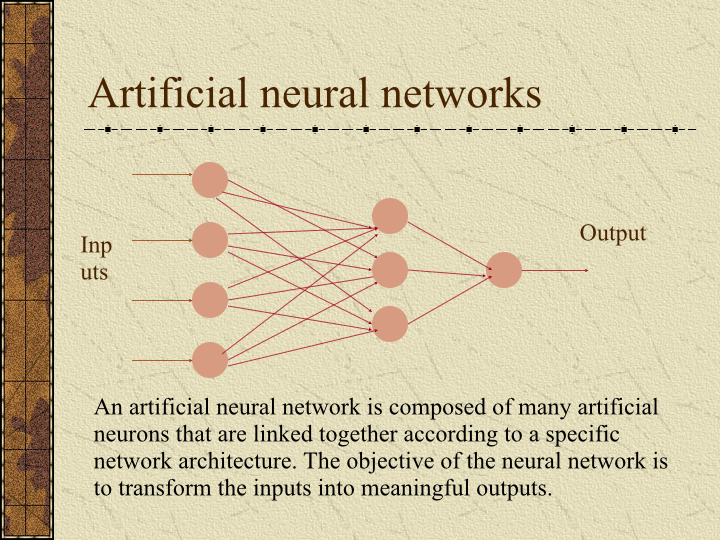 Artificial neural networks
Inp
uts
Output
An artificial neural network is composed of many artificial
neurons that are linked together according to a specific
network architecture. The objective of the neural network is
to transform the inputs into meaningful outputs.